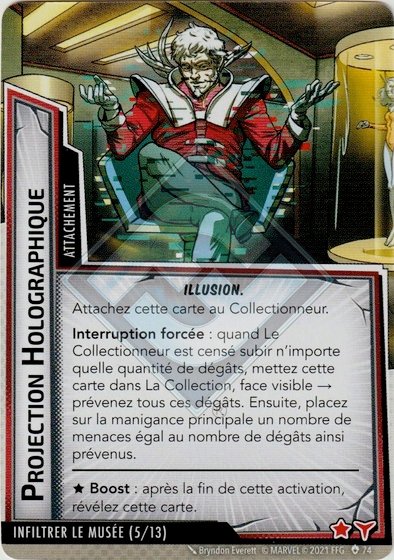 PROJECTION HOLOGRAPHIQUE
ATTACHEMENT
ILLUSION.
Attachez cette carte au Collectionneur.
Interruption forcée : quand Le
Collectionneur est censé subir n'importe
quelle quantité de dégâts, mettez cette
carte dans La Collection, face visible →
prévenez tous ces dégâts. Ensuite, placez
sur la manigance principale un nombre de
menaces égal au nombre de dégâts ainsi
prévenus.
★ Boost : après la fin de cette activation,
révélez cette carte.
INFILTRER LE MUSÉE (5/13)
Bryndon Everett © MARVEL © 2021 FFG 74